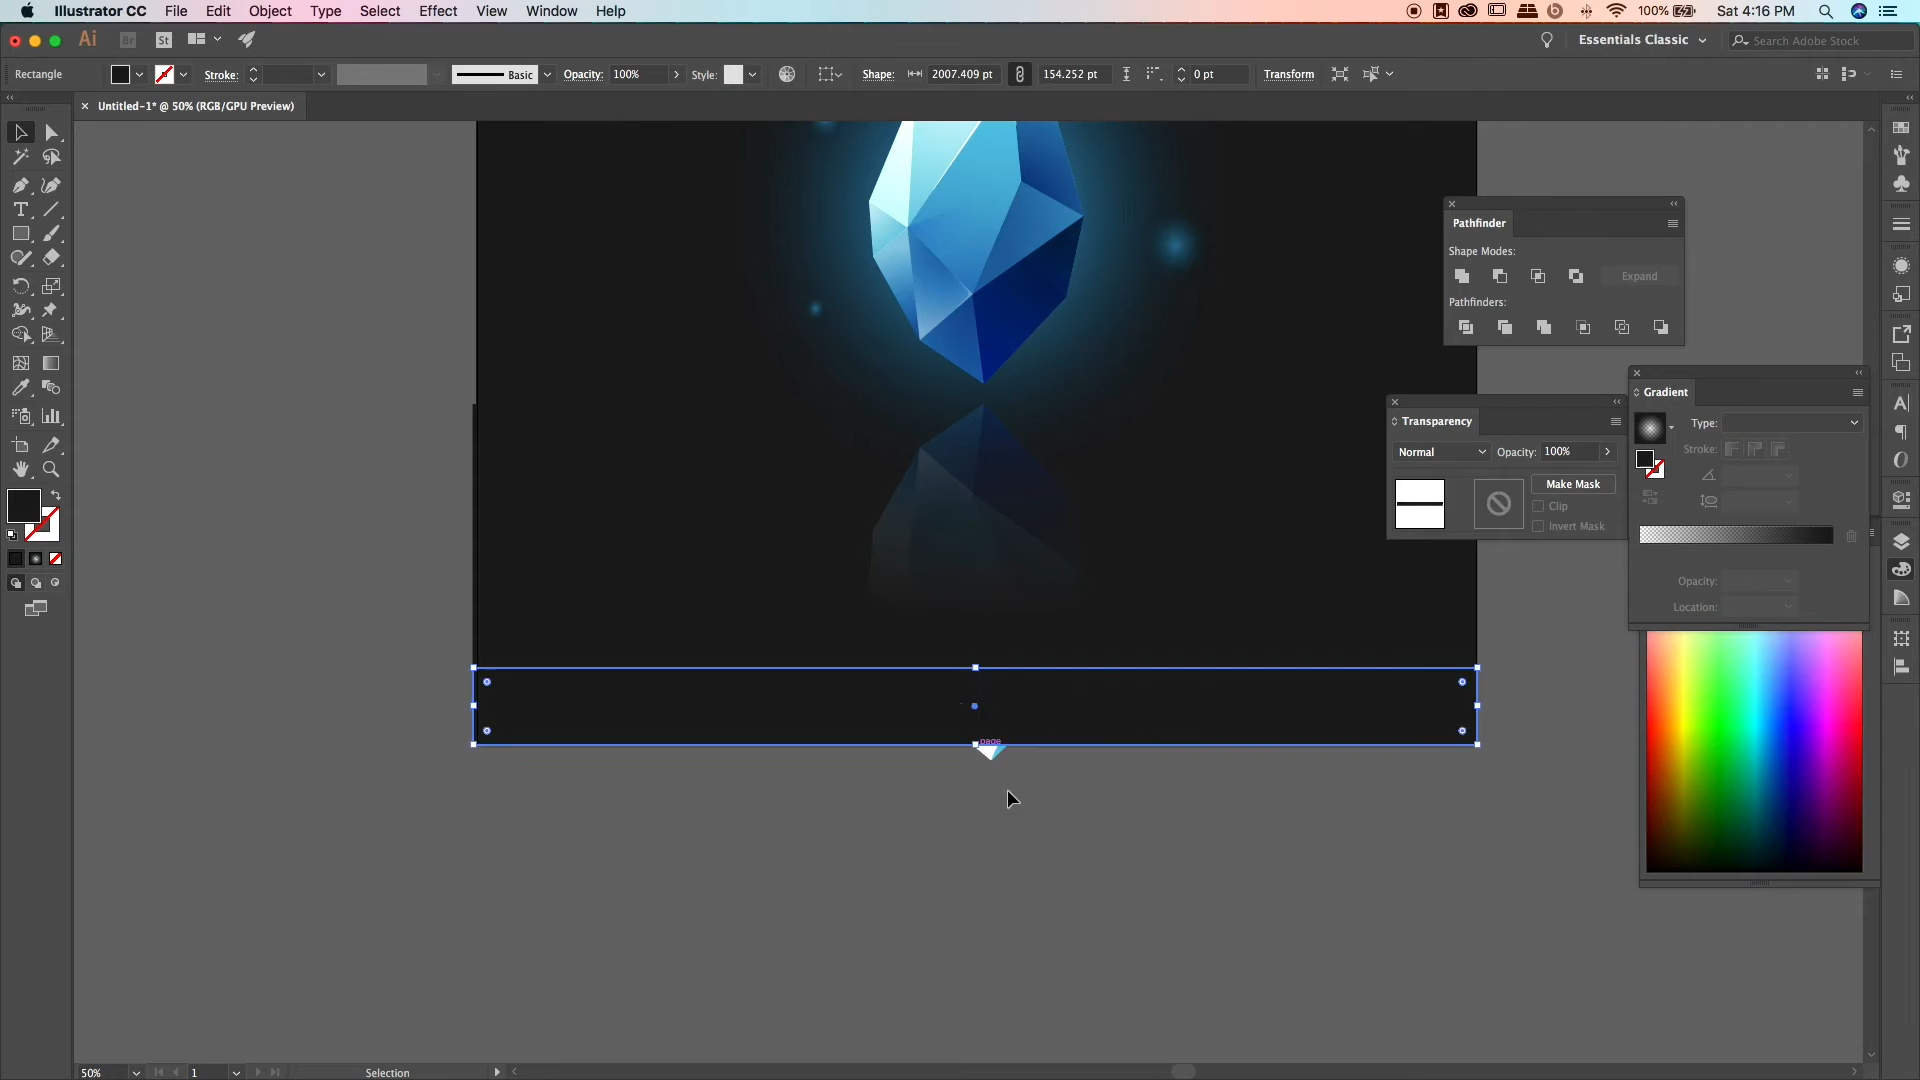 Illustrator CC File Edit Object Type Select Effect View Window Help 100% Sat 4:16 PM
Ai Br St Essentials Classic Search Adobe Stock
Rectangle Stroke: Basic Opacity: 100% Style: Shape: 2007.409 pt 154.252 pt 0 pt Transform
Untitled-1* @ 50% (RGB/GPU Preview)
Pathfinder
Shape Modes:
Expand
Pathfinders:
Gradient
Type:
Stroke:
Opacity:
Location:
Transparency
Normal Opacity: 100%
Make Mask
Clip
Invert Mask
page
50% 1 Selection